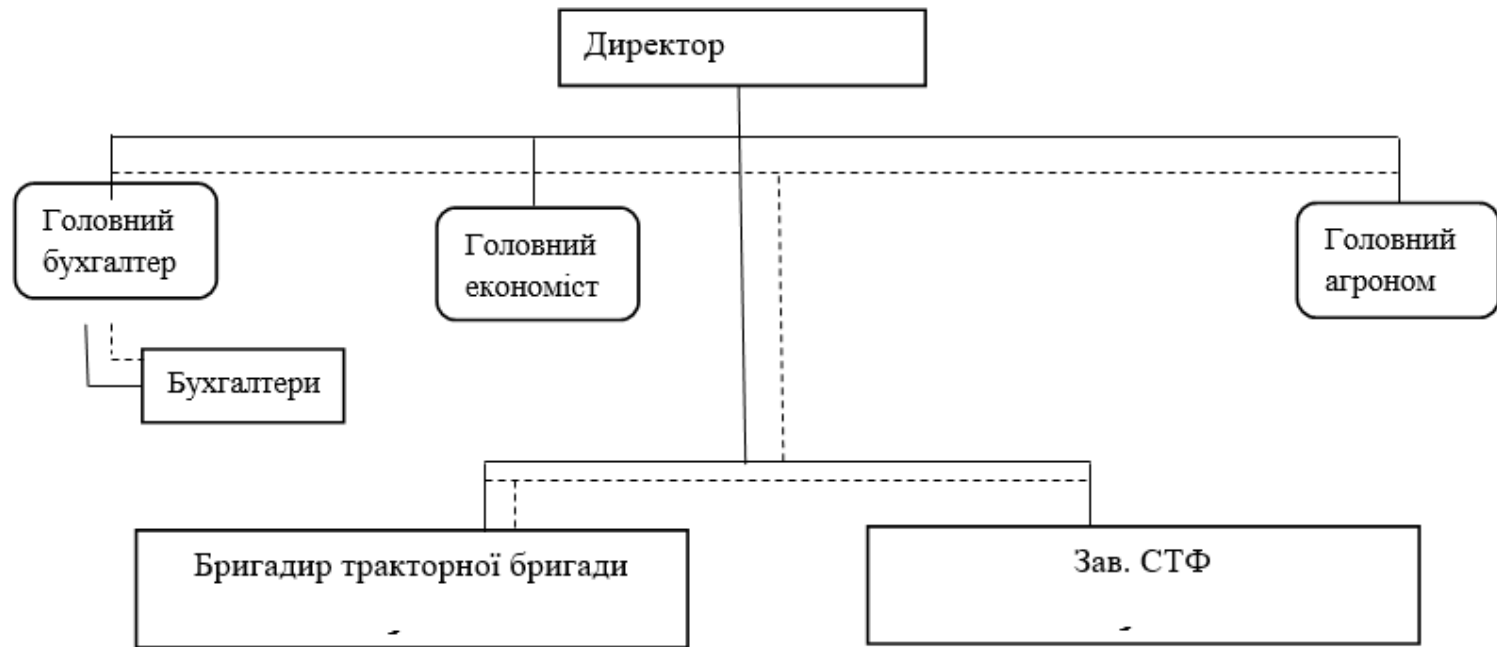 Директор
Головний
бухгалтер
Головний
економіст
Головний
агроном
Бухгалтери
Бригадир тракторної бригади
Зав. СТФ